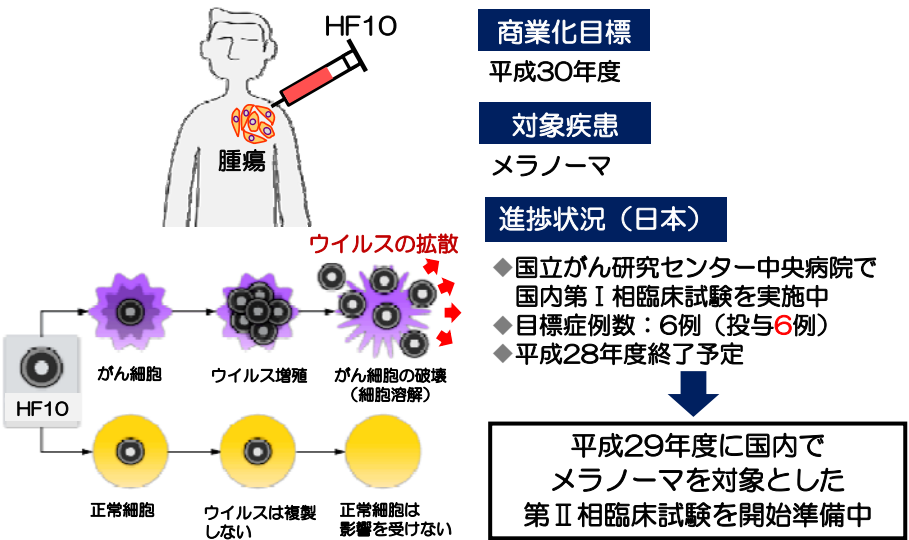 HF10
腫瘍
商業化目標
平成30年度
対象疾患
メラノーマ
進捗状況（日本）
◆国立がん研究センター中央病院で
国内第Ⅰ相臨床試験を実施中
◆目標症例数：6例（投与6例）
◆平成28年度終了予定
平成29年度に国内で
メラノーマを対象とした
第Ⅱ相臨床試験を開始準備中
ウイルスの拡散
HF10
がん細胞
ウイルス増殖
がん細胞の破壊
（細胞溶解）
正常細胞
ウイルスは複製
しない
正常細胞は
影響を受けない